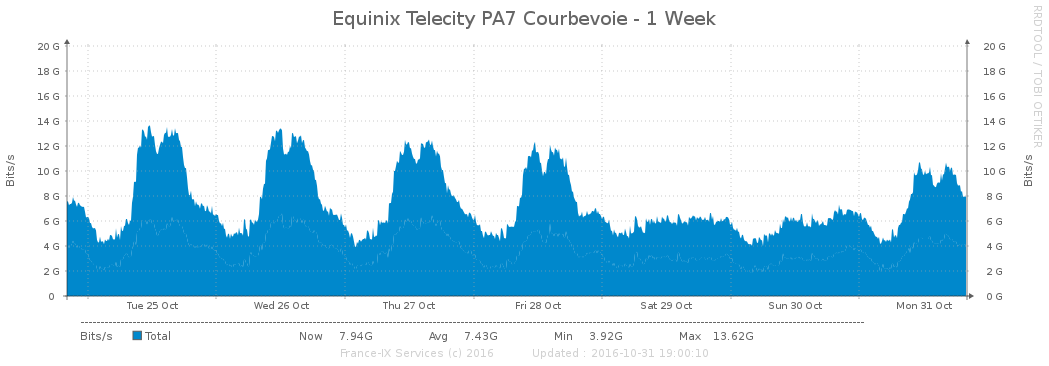 Equinix Telecity PA7 Courbevoie - 1 Week
RRDTOOL / TOBI OETIKER
Bits/s
20 G
18 G
16 G
14 G
12 G
10 G
8 G
6 G
4 G
2 G
0
20 G
18 G
16 G
14 G
12 G
10 G
8 G
6 G
4 G
2 G
0 G
Bits/s
Tue 25 Oct Wed 26 Oct Thu 27 Oct Fri 28 Oct Sat 29 Oct Sun 30 Oct Mon 31 Oct
Bits/s Total Now 7.94G Avg 7.43G Min 3.92G Max 13.62G
France-IX Services (c) 2016 Updated : 2016-10-31 19:00:10